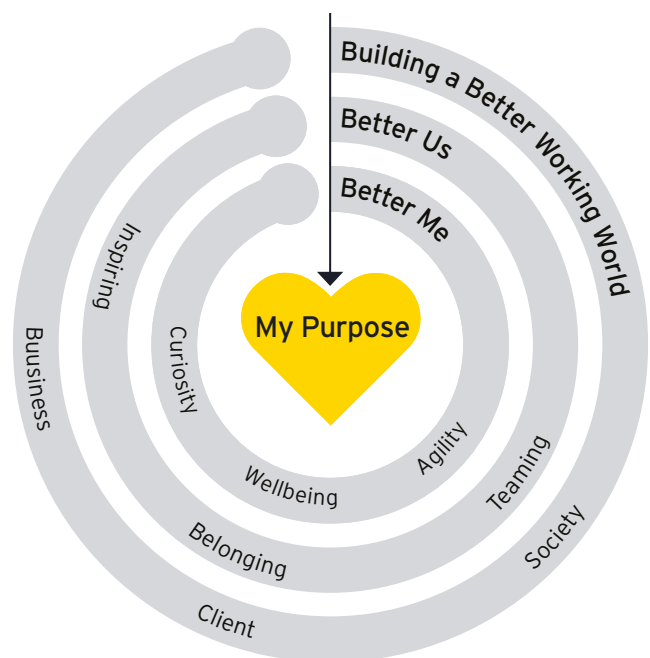 Building a Better Working World
Society
Client
Buusiness
Better Us
Teaming
Belonging
Inspiring
Better Me
Agility
Wellbeing
Curiosity
My Purpose